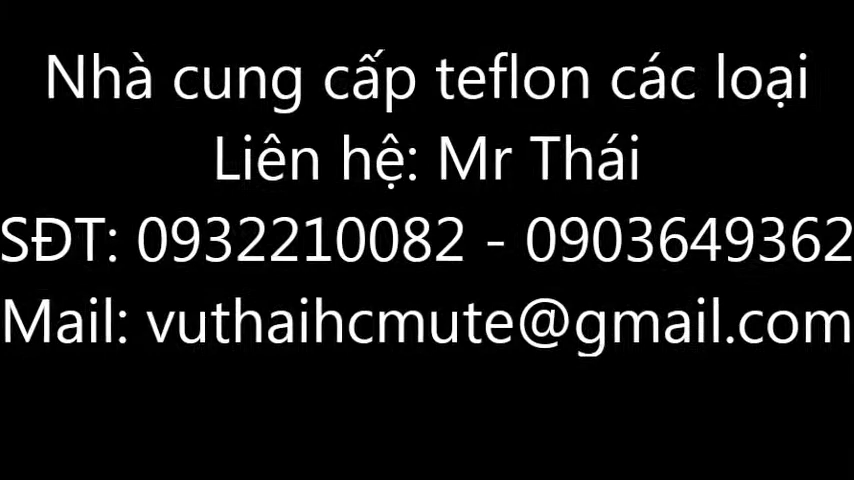 Nhà cung cấp teflon các loại
Liên hệ: Mr Thái
SĐT: 0932210082 - 0903649362
Mail: vuthaihcmute@gmail.com